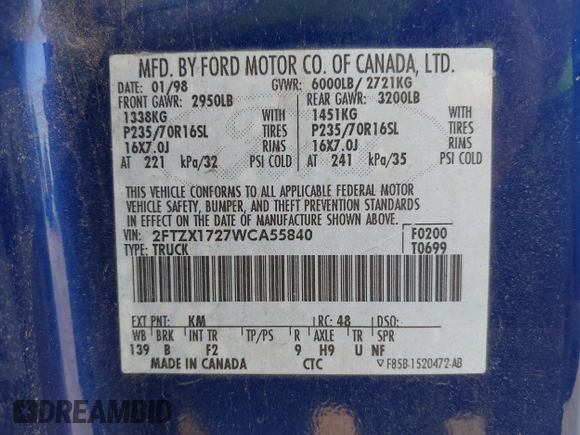 MFD. BY FORD MOTOR CO. OF CANADA, LTD.
DATE: 01/98 GVWR: 6000LB/ 2721KG
FRONT GAWR: 2950LB REAR GAWR: 3200LB
1338KG WITH 1451KG WITH
P235/70R16SL TIRES P235/70R16SL TIRES
16X7.0J RIMS 16X7.0J RIMS
AT 221 kPa/32 PSI COLD AT 241 kPa/35 PSI COLD
THIS VEHICLE CONFORMS TO ALL APPLICABLE FEDERAL MOTOR
VEHICLE SAFETY, BUMPER, AND THEFT PREVENTION STANDARDS
IN EFFECT ON THE DATE OF MANUFACTURE SHOWN ABOVE.
VIN: 2FTZX1727WCA55840 F0200
TYPE: TRUCK T0699
EXT PNT: KM RC: 48 DSO:
WB BRK INT TR TP/PS R AXLE TR SPR
139 B F2 9 H9 U NF
MADE IN CANADA CTC ▽ F85B-1520472-AB
DREAMBID